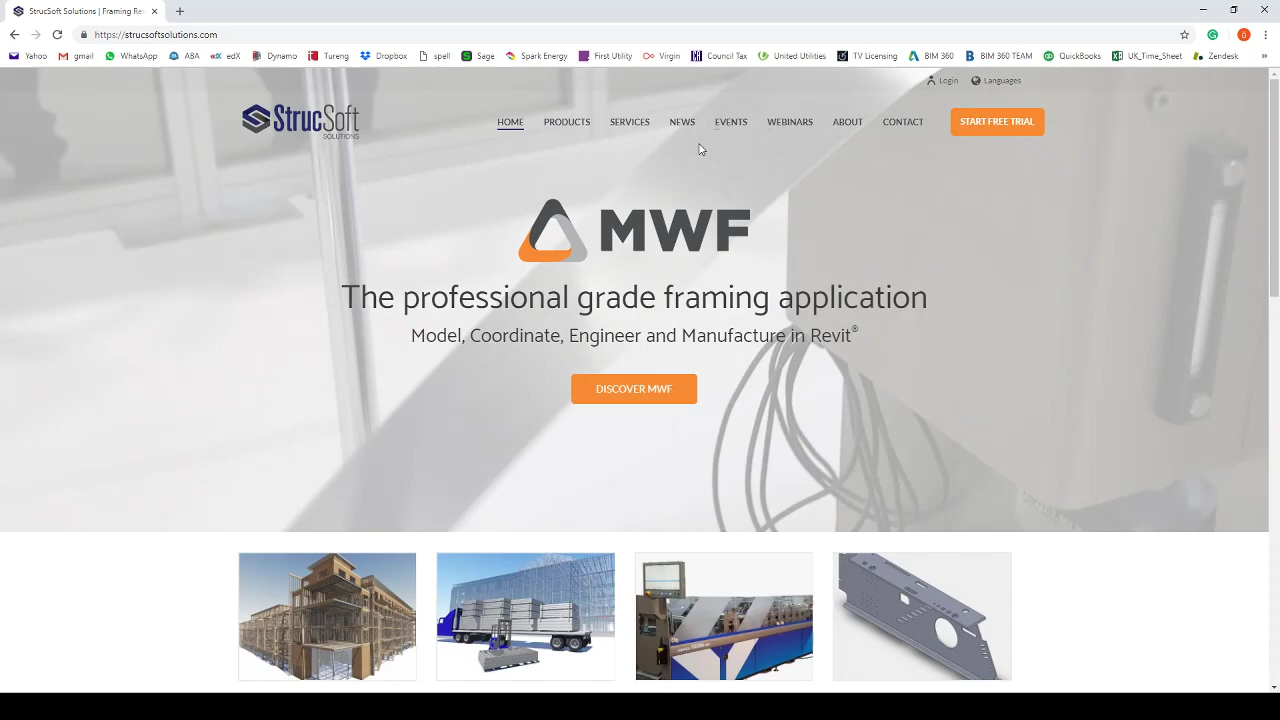 StrucSoft Solutions | Framing Re
https://strucsoftsolutions.com
Yahoo gmail WhatsApp ABA edX Dynamo Tureng Dropbox spell Sage Spark Energy First Utility Virgin Council Tax United Utilities TV Licensing BIM 360 BIM 360 TEAM QuickBooks UK_Time_Sheet Zendesk »
Login Languages
StrucSoft
SOLUTIONS
HOME PRODUCTS SERVICES NEWS EVENTS WEBINARS ABOUT CONTACT START FREE TRIAL
MWF
The professional grade framing application
Model, Coordinate, Engineer and Manufacture in Revit®
DISCOVER MWF